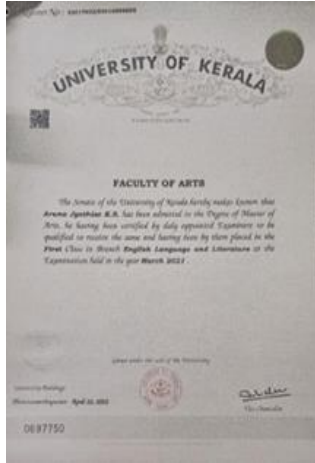 UNIVERSITY OF KERALA
FACULTY OF ARTS
The Senate of the University of Kerala hereby makes known that
has been admitted to the Degree of Master of
Arts, he having been certified by duly appointed Examiners to be
qualified to receive the same and having been by them placed in the
First Class in Branch English Language and Literature at the
Examination held in the year March 2021.
Given under the seal of the University
University Buildings
Thiruvananthapuram April
Vice-Chancellor
0697750